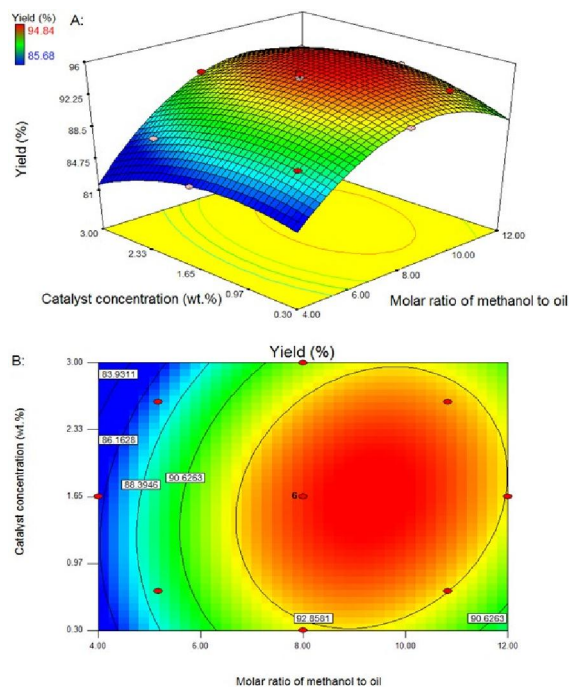 Yield (%)
94.84
85.68
A:
96
92.25
88.5
84.75
81
Yield (%)
3.00
2.33
1.65
0.97
0.30
Catalyst concentration (wt.%)
12.00
10.00
8.00
6.00
4.00
Molar ratio of methanol to oil
B:
Yield (%)
3.00
2.33
1.65
0.97
0.30
Catalyst concentration (wt.%)
83.9311
86.1628
88.3946
90.6263
6
92.8581
90.6263
4.00 6.00 8.00 10.00 12.00
Molar ratio of methanol to oil